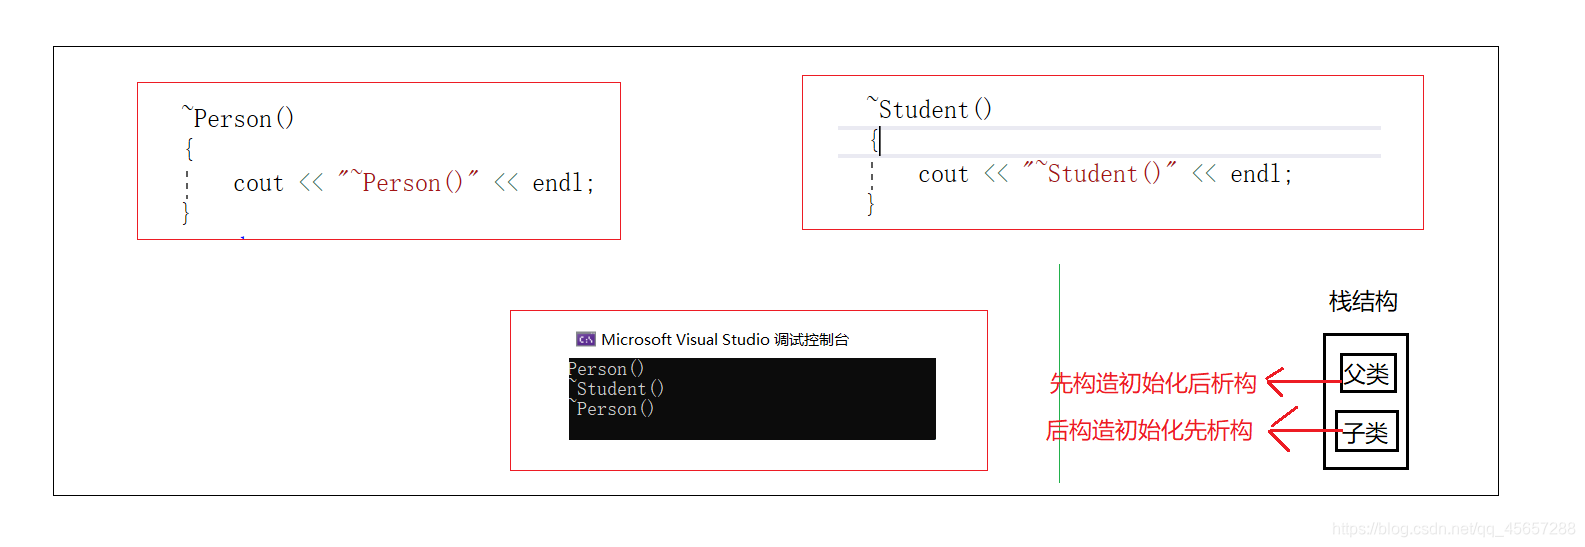 ~Person()
{
cout << "~Person()" << endl;
}
~Student()
{
cout << "~Student()" << endl;
}
Microsoft Visual Studio 调试控制台
Person()
~Student()
~Person()
栈结构
先构造初始化后析构
父类
后构造初始化先析构
子类
https://blog.csdn.net/qq_45657288